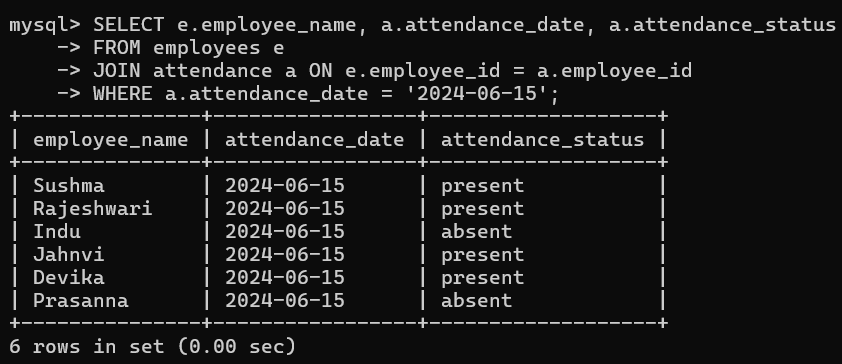 mysql> SELECT e.employee_name, a.attendance_date, a.attendance_status
    -> FROM employees e
    -> JOIN attendance a ON e.employee_id = a.employee_id
    -> WHERE a.attendance_date = '2024-06-15';
+---------------+-----------------+-------------------+
| employee_name | attendance_date | attendance_status |
+---------------+-----------------+-------------------+
| Sushma        | 2024-06-15      | present           |
| Rajeshwari    | 2024-06-15      | present           |
| Indu          | 2024-06-15      | absent            |
| Jahnvi        | 2024-06-15      | present           |
| Devika        | 2024-06-15      | present           |
| Prasanna      | 2024-06-15      | absent            |
+---------------+-----------------+-------------------+
6 rows in set (0.00 sec)